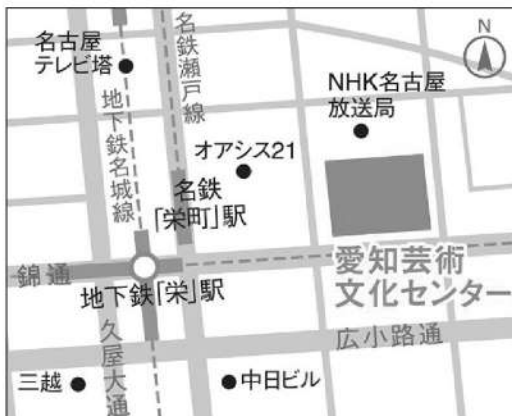 N
名古屋
テレビ塔
名鉄瀬戸線
NHK名古屋
放送局
地下鉄名城線
オアシス21
名鉄
「栄町」駅
錦通
愛知芸術
文化センター
地下鉄「栄」駅
久屋大通
広小路通
三越
中日ビル